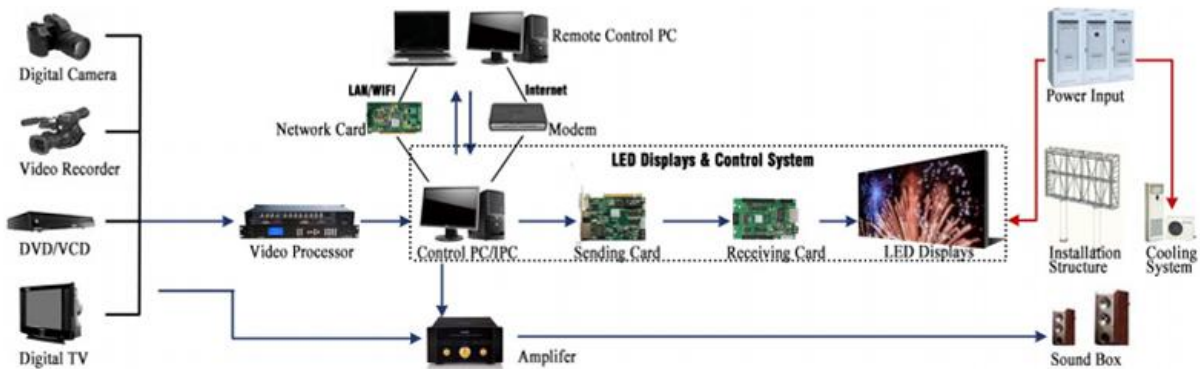 Digital Camera
Video Recorder
DVD/VCD
Digital TV
Video Processor
Remote Control PC
LAN/WIFI
Internet
Network Card
Modem
LED Displays & Control System
Control PC/IPC
Sending Card
Receiving Card
LED Displays
Amplifer
Power Input
Installation
Structure
Cooling
System
Sound Box